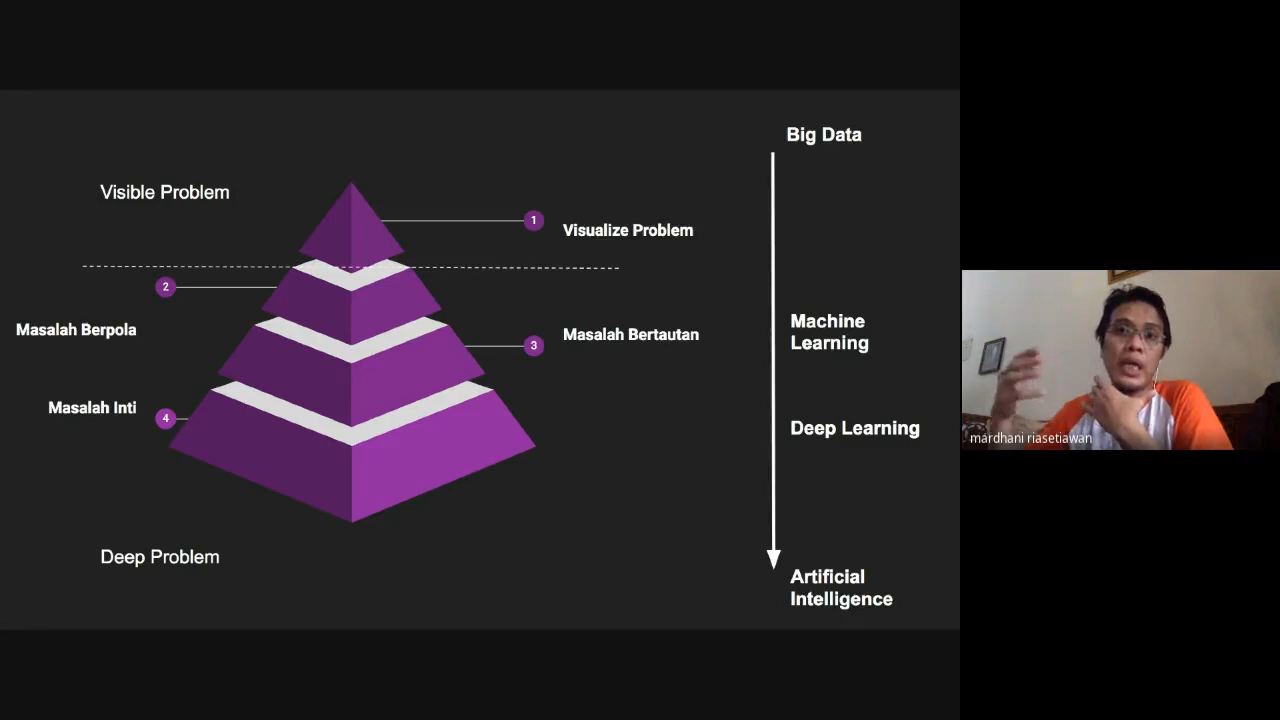 Big Data
Visible Problem
1
Visualize Problem
2
Masalah Berpola
Machine
Learning
Masalah Bertautan
3
Masalah Inti
4
Deep Learning
mardhani riasetiawan
Deep Problem
Artificial
Intelligence